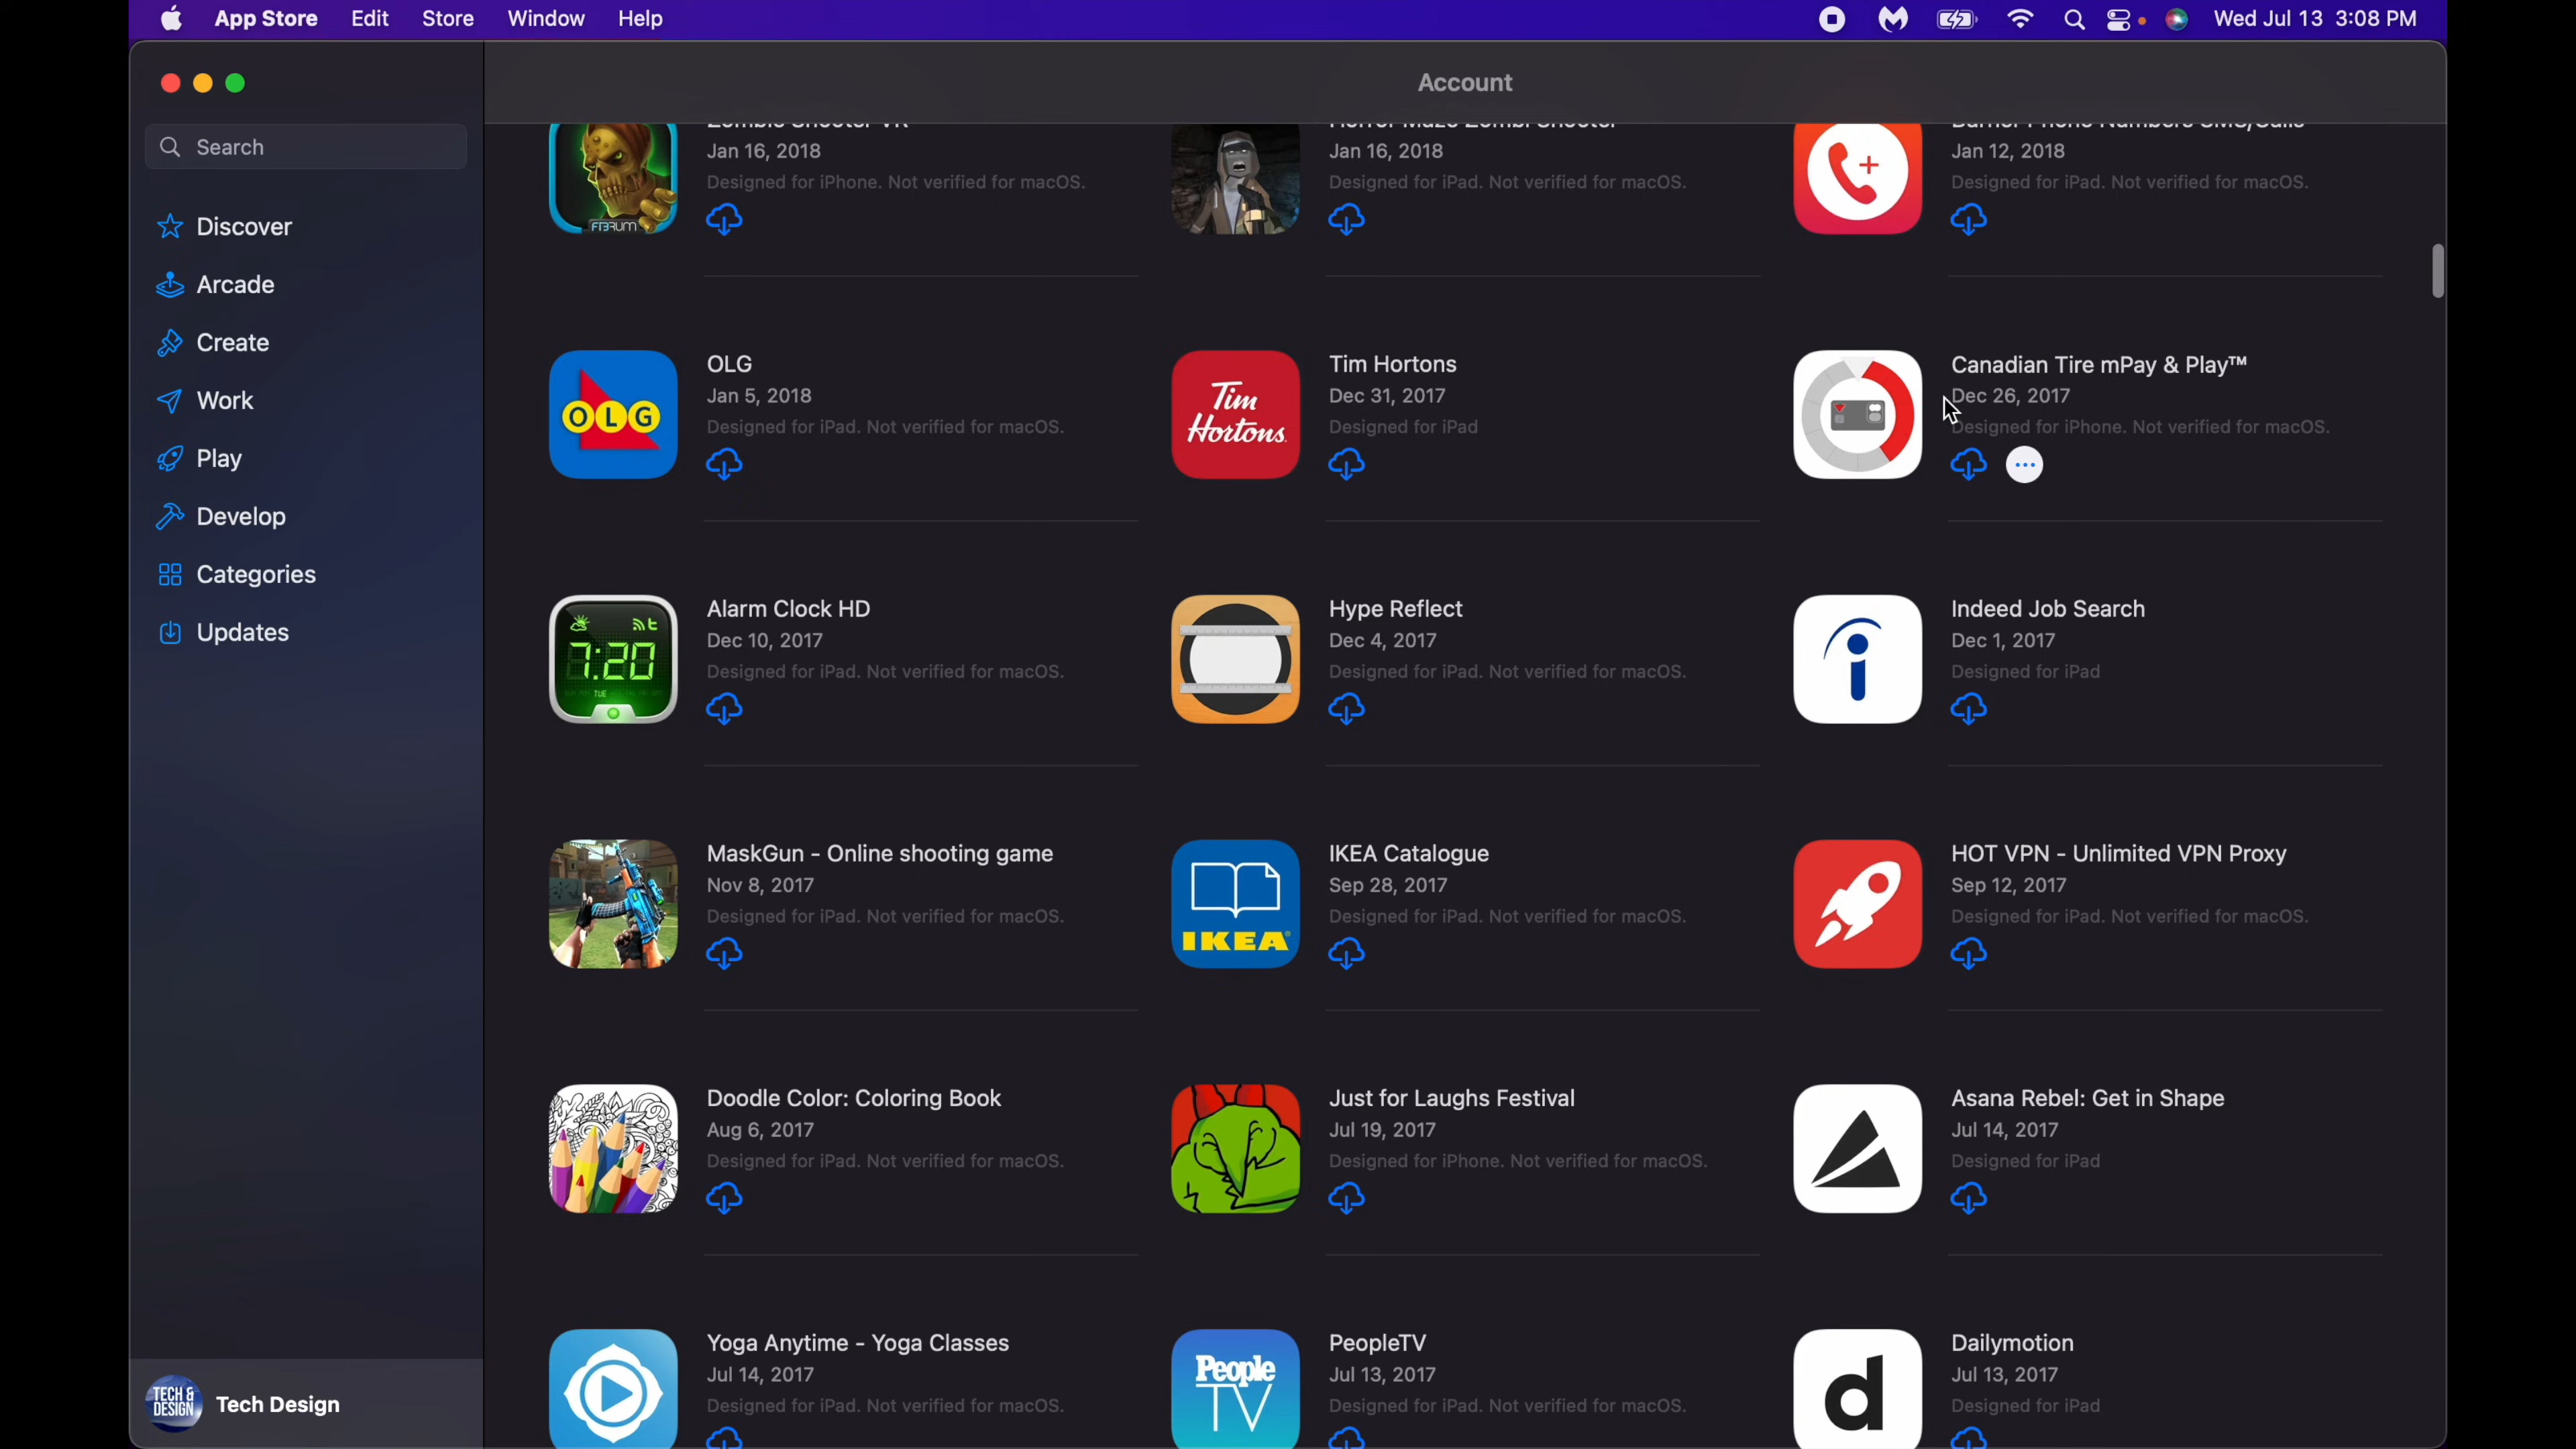 App Store Edit Store Window Help Wed Jul 13 3:08 PM
Account
Search
Discover
Arcade
Create
Work
Play
Develop
Categories
Updates
Tech Design
TECH &
DESIGN
FIBRUM
Jan 16, 2018
Designed for iPhone. Not verified for macOS.
Jan 16, 2018
Designed for iPad. Not verified for macOS.
Jan 12, 2018
Designed for iPad. Not verified for macOS.
OLG
OLG
Jan 5, 2018
Designed for iPad. Not verified for macOS.
Tim
Hortons.
Tim Hortons
Dec 31, 2017
Designed for iPad
Canadian Tire mPay & Play™
Dec 26, 2017
Designed for iPhone. Not verified for macOS.
7:20
TUE
Alarm Clock HD
Dec 10, 2017
Designed for iPad. Not verified for macOS.
Hype Reflect
Dec 4, 2017
Designed for iPad. Not verified for macOS.
Indeed Job Search
Dec 1, 2017
Designed for iPad
MaskGun - Online shooting game
Nov 8, 2017
Designed for iPad. Not verified for macOS.
IKEA
IKEA Catalogue
Sep 28, 2017
Designed for iPad. Not verified for macOS.
HOT VPN - Unlimited VPN Proxy
Sep 12, 2017
Designed for iPad. Not verified for macOS.
Doodle Color: Coloring Book
Aug 6, 2017
Designed for iPad. Not verified for macOS.
Just for Laughs Festival
Jul 19, 2017
Designed for iPhone. Not verified for macOS.
Asana Rebel: Get in Shape
Jul 14, 2017
Designed for iPad
Yoga Anytime - Yoga Classes
Jul 14, 2017
Designed for iPad. Not verified for macOS.
People
TV
PeopleTV
Jul 13, 2017
Designed for iPad. Not verified for macOS.
d
Dailymotion
Jul 13, 2017
Designed for iPad